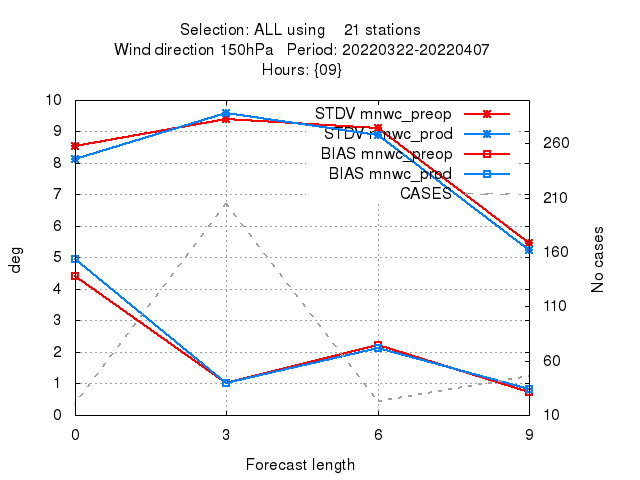 Selection: ALL using 21 stations
Wind direction 150hPa Period: 20220322-20220407
Hours: {09}
STDV mnwc_preop
STDV mnwc_prod
BIAS mnwc_preop
BIAS mnwc_prod
CASES
10
9
8
7
6
5
4
3
2
1
0
deg
260
210
160
110
60
10
No cases
0 3 6 9
Forecast length